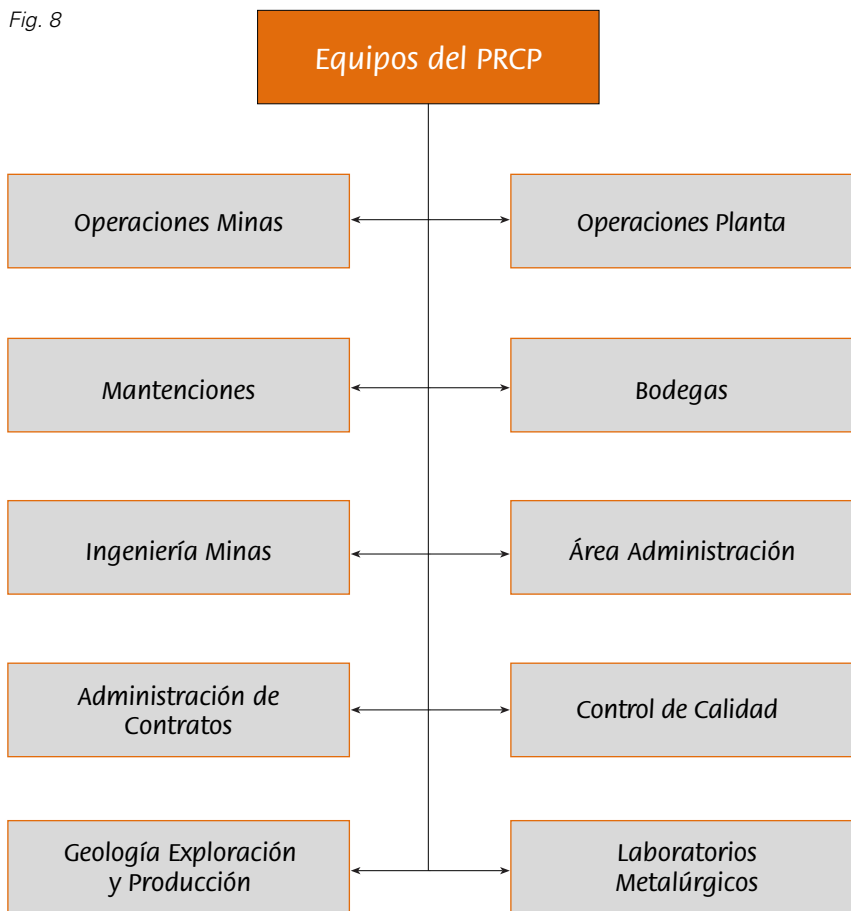 Fig. 8
Equipos del PRCP
Operaciones Minas
Operaciones Planta
Mantenciones
Bodegas
Ingeniería Minas
Área Administración
Administración de
Contratos
Control de Calidad
Geología Exploración
y Producción
Laboratorios
Metalúrgicos